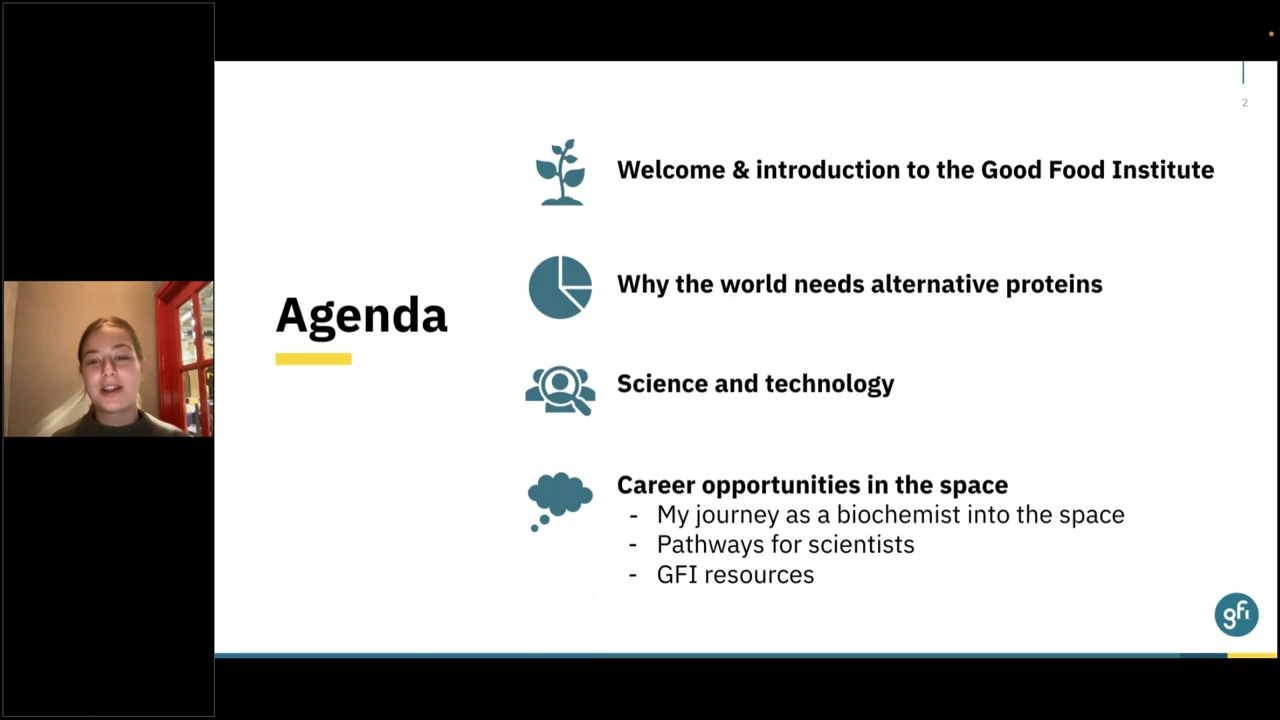 2
Welcome & introduction to the Good Food Institute
Why the world needs alternative proteins
Agenda
Science and technology
Career opportunities in the space
- My journey as a biochemist into the space
- Pathways for scientists
- GFI resources
gfi